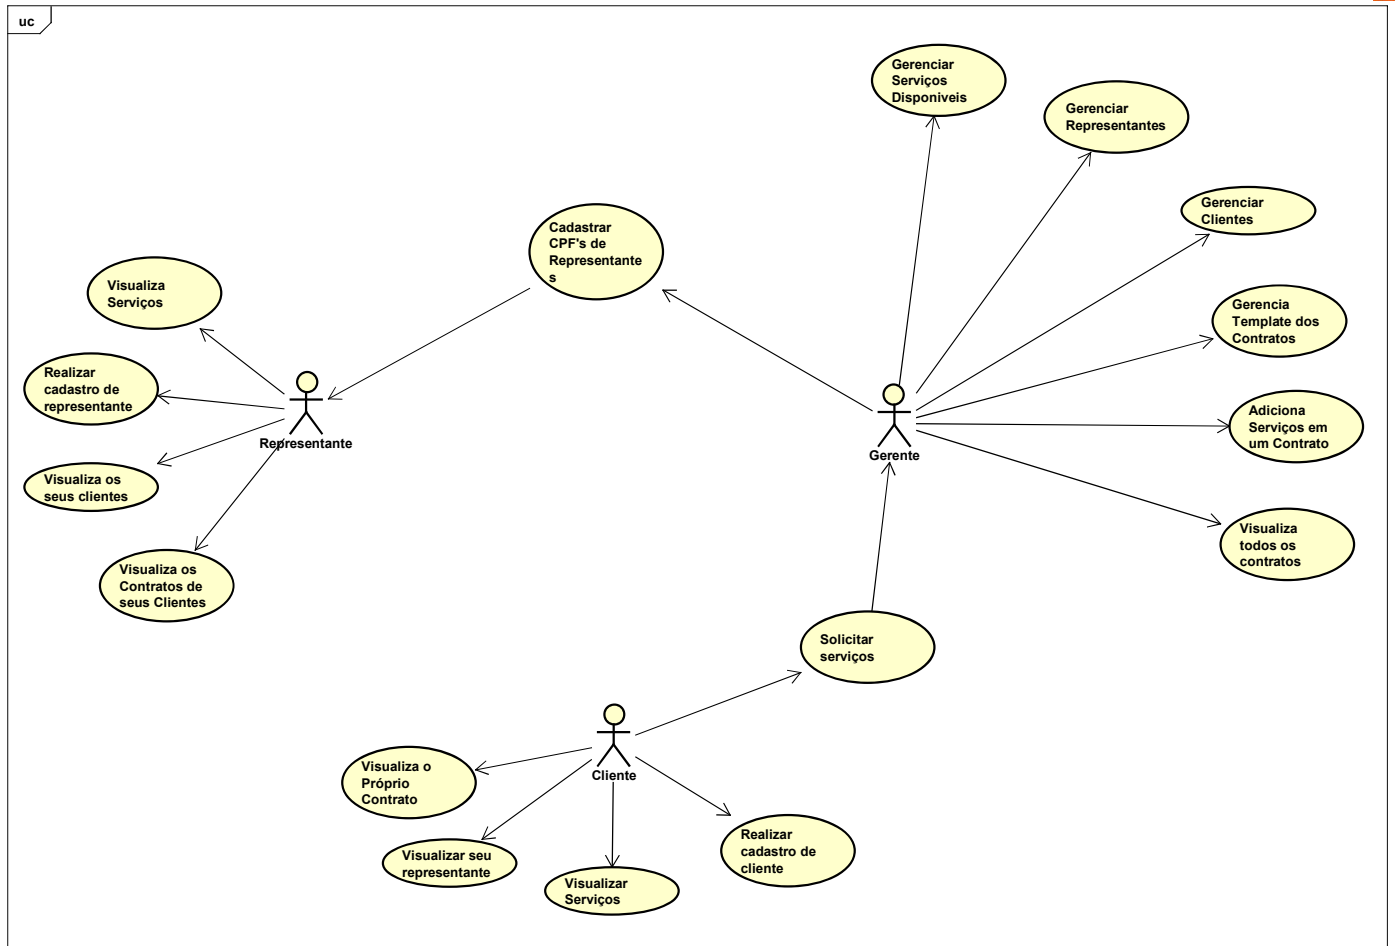 uc
Gerenciar
Serviços
Disponiveis
Gerenciar
Representantes
Gerenciar
Clientes
Cadastrar
CPF's de
Representante
s
Visualiza
Serviços
Gerencia
Template dos
Contratos
Realizar
cadastro de
representante
Representante
Gerente
Adiciona
Serviços em
um Contrato
Visualiza os
seus clientes
Visualiza
todos os
contratos
Visualiza os
Contratos de
seus Clientes
Solicitar
serviços
Cliente
Visualiza o
Próprio
Contrato
Visualizar seu
representante
Visualizar
Serviços
Realizar
cadastro de
cliente